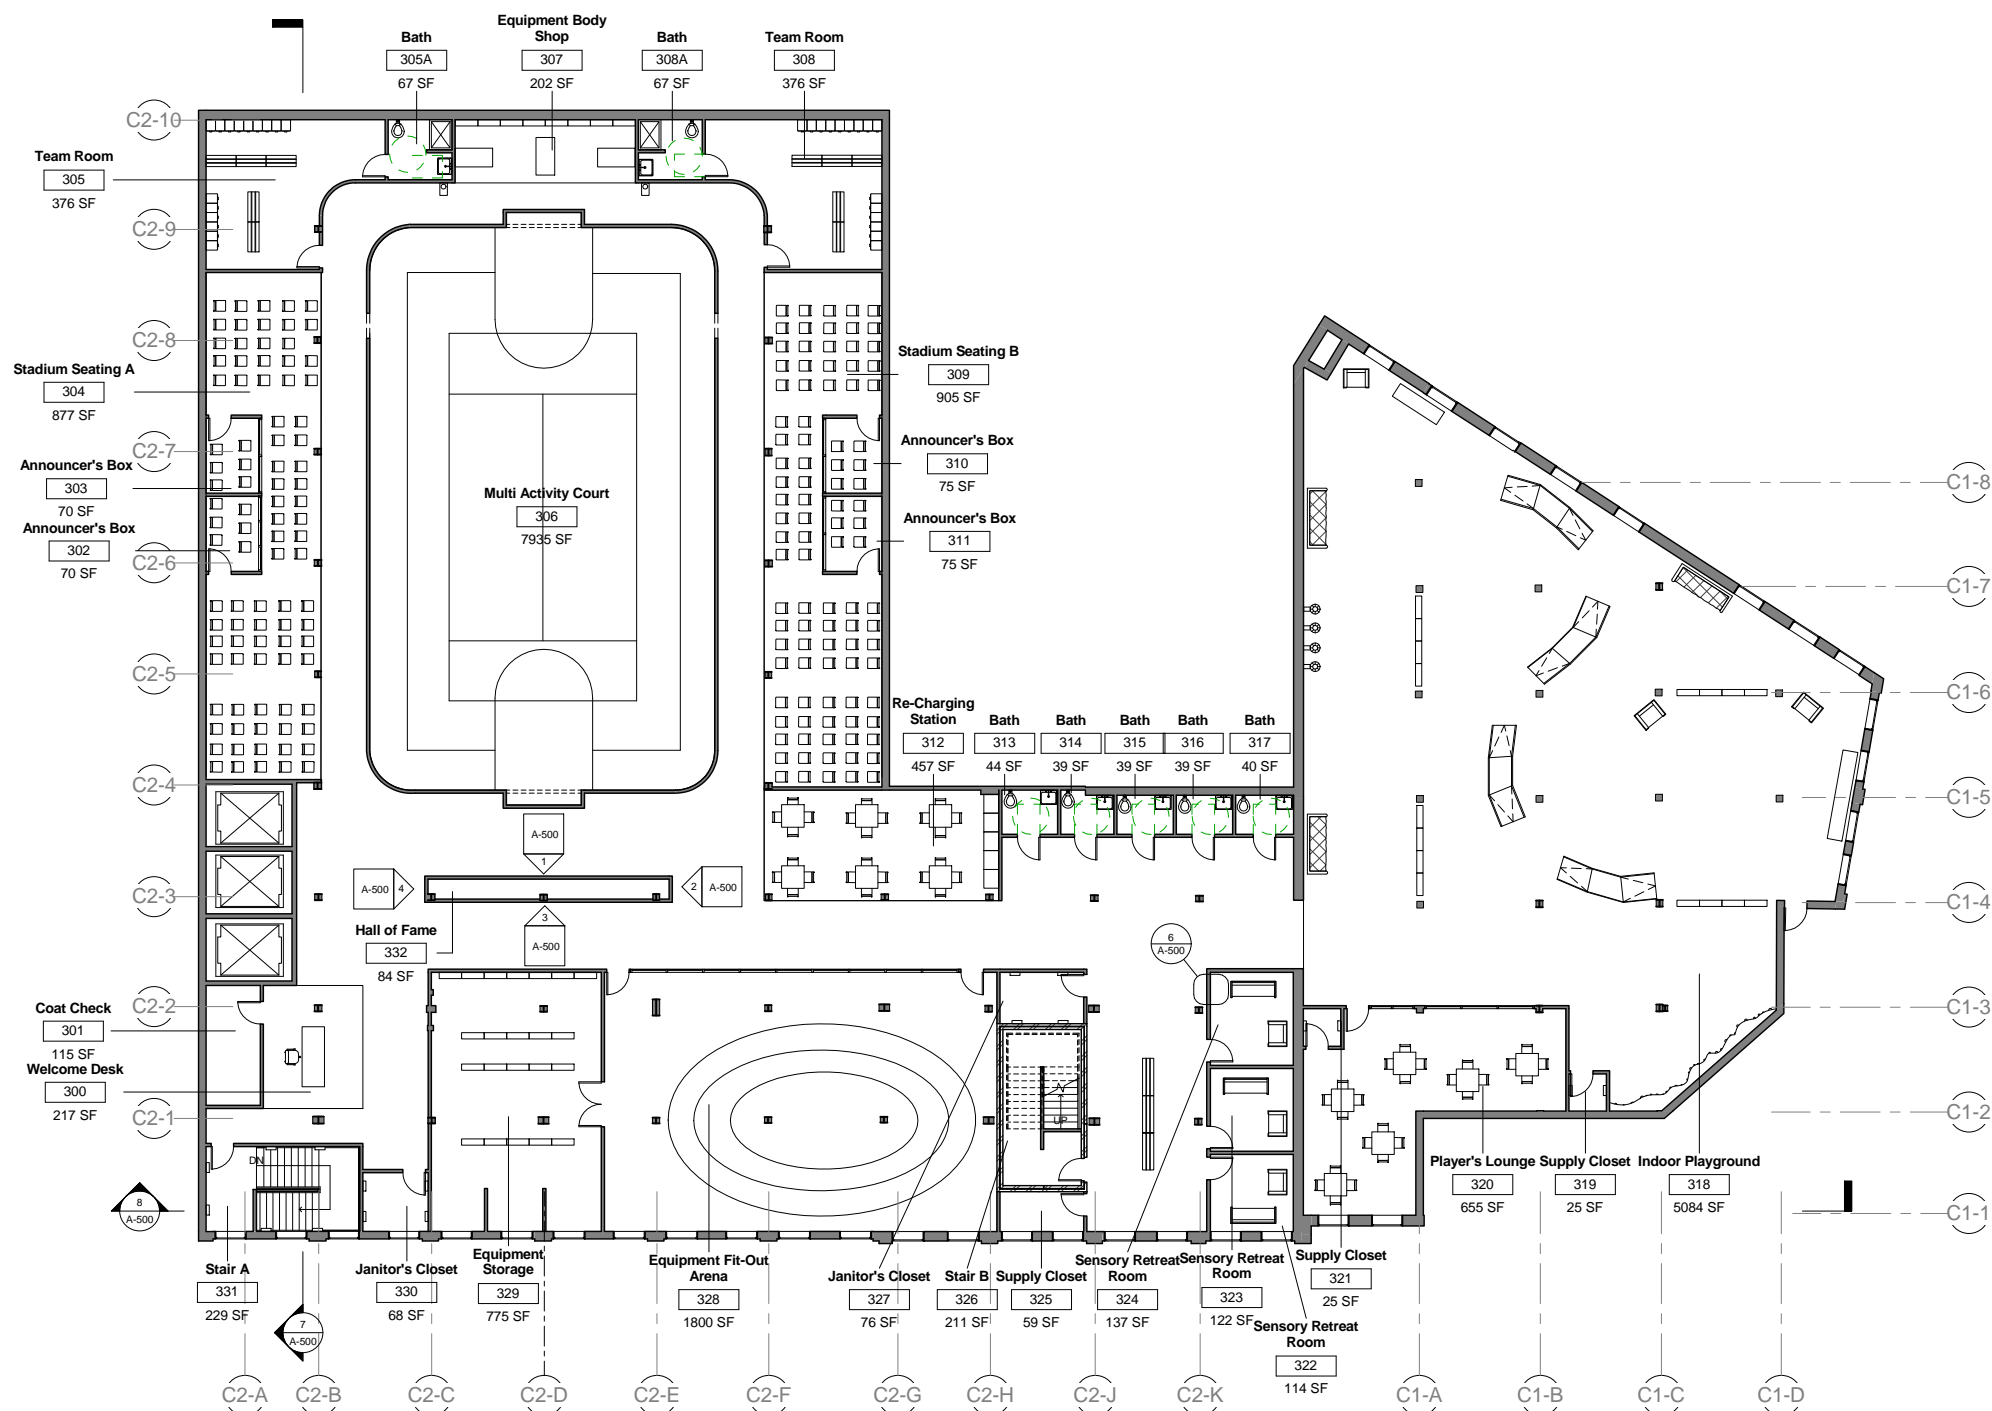 Equipment Body
Shop
307
202 SF
Bath
305A
67 SF
Bath
308A
67 SF
Team Room
308
376 SF
C2-10
Team Room
305
376 SF
C2-9
C2-8
Stadium Seating A
304
877 SF
C2-7
Announcer's Box
303
70 SF
Announcer's Box
302
70 SF
C2-6
C2-5
C2-4
C2-3
C2-2
C2-1
Stadium Seating B
309
905 SF
Announcer's Box
310
75 SF
Announcer's Box
311
75 SF
Multi Activity Court
306
7935 SF
Re-Charging
Station
312
457 SF
Bath
313
44 SF
Bath
314
39 SF
Bath
315
39 SF
Bath
316
39 SF
Bath
317
40 SF
A-500
1
A-500
4
2
A-500
3
A-500
Hall of Fame
332
84 SF
6
A-500
Coat Check
301
115 SF
Welcome Desk
300
217 SF
DN
UP
8
A-500
7
A-500
Stair A
331
229 SF
Janitor's Closet
330
68 SF
Equipment
Storage
329
775 SF
Equipment Fit-Out
Arena
328
1800 SF
Janitor's Closet
327
76 SF
Stair B
326
211 SF
Supply Closet
325
59 SF
Sensory Retreat
Room
324
137 SF
Sensory Retreat
Room
323
122 SF
Sensory Retreat
Room
322
114 SF
Supply Closet
321
25 SF
Player's Lounge
320
655 SF
Supply Closet
319
25 SF
Indoor Playground
318
5084 SF
C1-8
C1-7
C1-6
C1-5
C1-4
C1-3
C1-2
C1-1
C2-A
C2-B
C2-C
C2-D
C2-E
C2-F
C2-G
C2-H
C2-J
C2-K
C1-A
C1-B
C1-C
C1-D